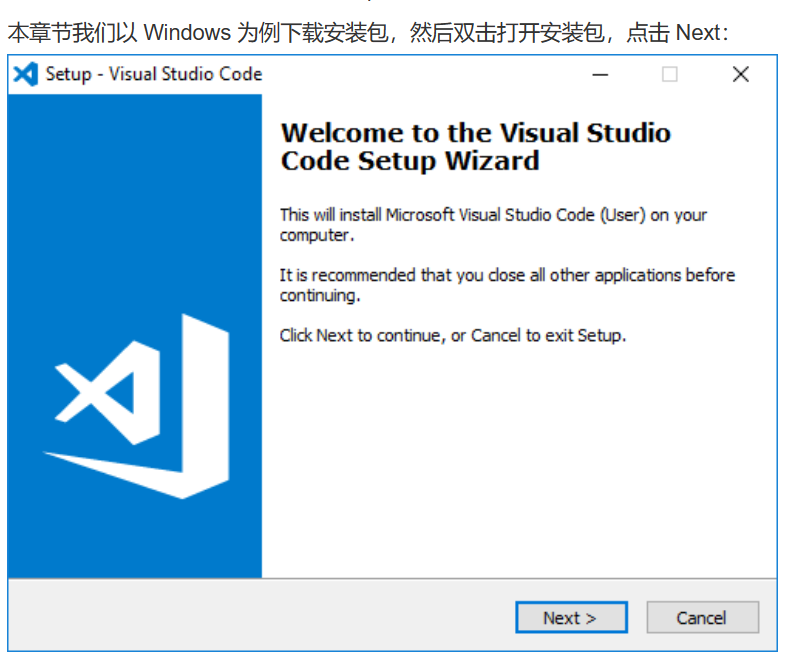 本章节我们以 Windows 为例下载安装包，然后双击打开安装包，点击 Next：
Setup - Visual Studio Code
Welcome to the Visual Studio
Code Setup Wizard
This will install Microsoft Visual Studio Code (User) on your
computer.
It is recommended that you close all other applications before
continuing.
Click Next to continue, or Cancel to exit Setup.
Next >
Cancel